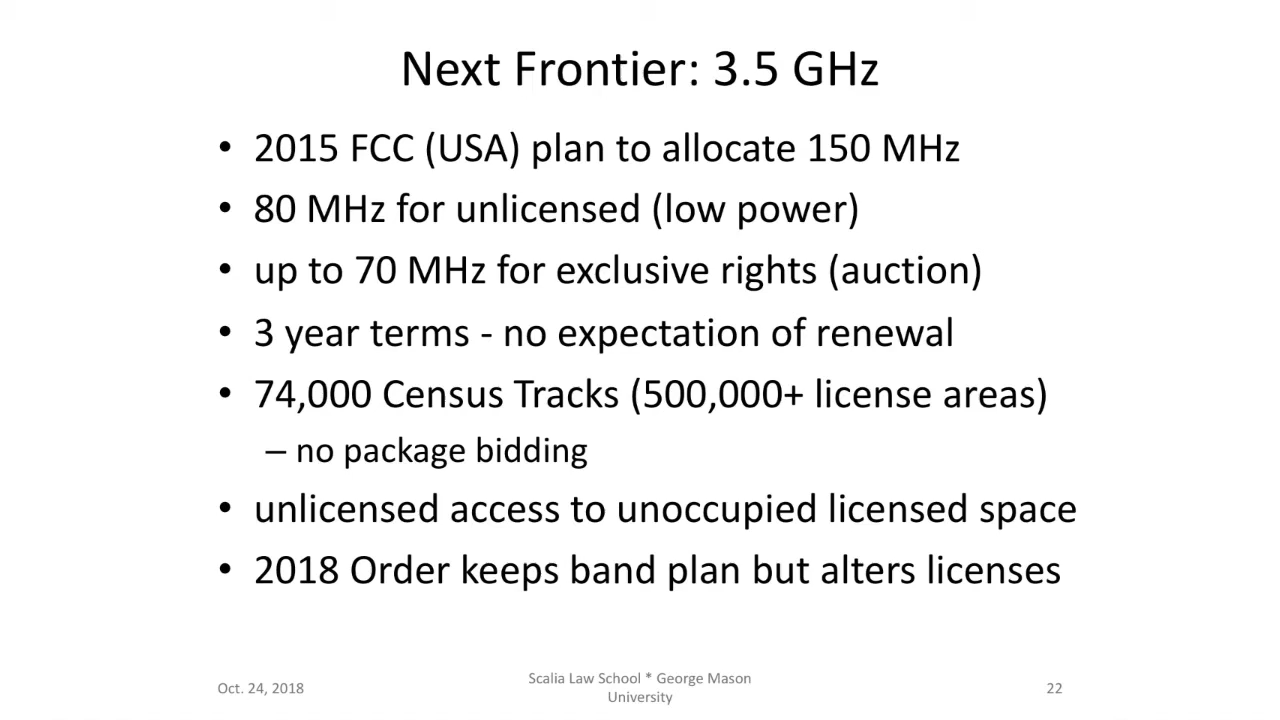 Next Frontier: 3.5 GHz
• 2015 FCC (USA) plan to allocate 150 MHz
• 80 MHz for unlicensed (low power)
• up to 70 MHz for exclusive rights (auction)
• 3 year terms - no expectation of renewal
• 74,000 Census Tracks (500,000+ license areas)
– no package bidding
• unlicensed access to unoccupied licensed space
• 2018 Order keeps band plan but alters licenses
Oct. 24, 2018
Scalia Law School * George Mason
University
22